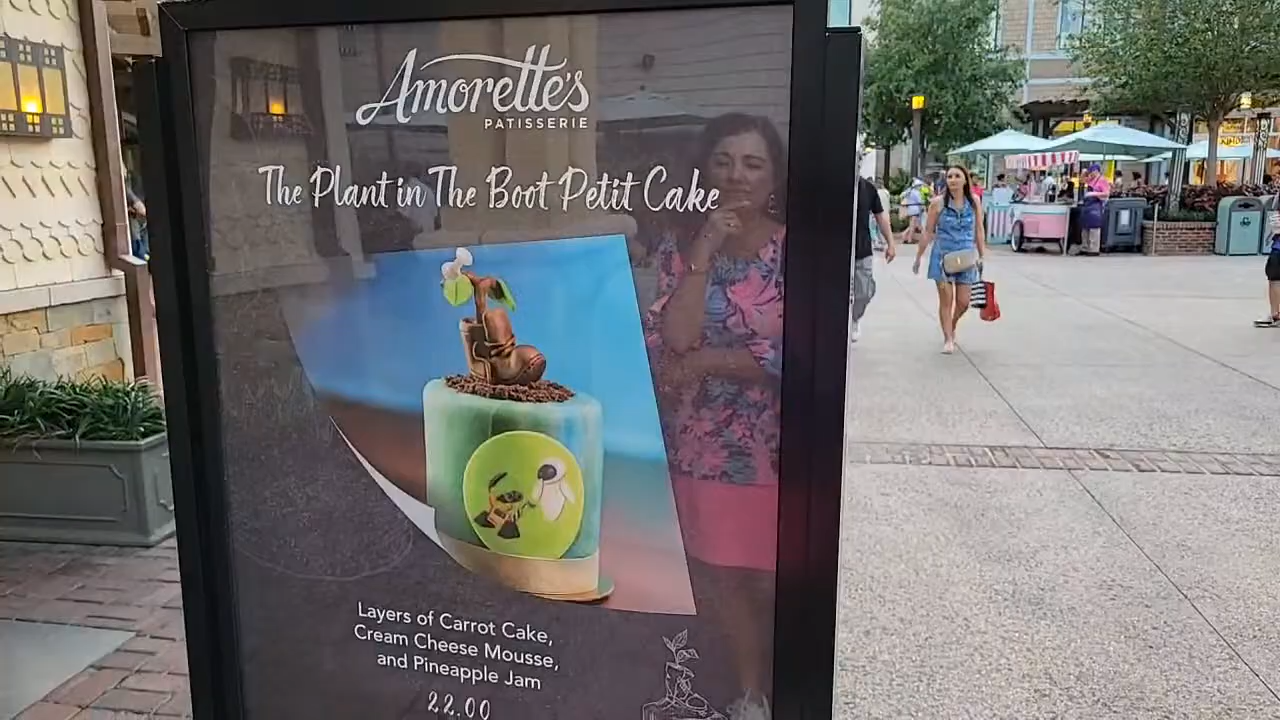 Amorette's
PATISSERIE
The Plant in The Boot Petit Cake
Layers of Carrot Cake,
Cream Cheese Mousse,
and Pineapple Jam
22.00